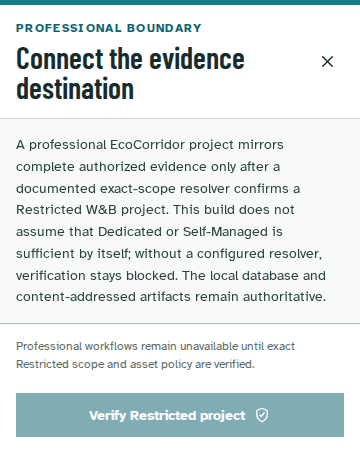 PROFESSIONAL BOUNDARY
Connect the evidence
destination
A professional EcoCorridor project mirrors
complete authorized evidence only after a
documented exact-scope resolver confirms a
Restricted W&B project. This build does not
assume that Dedicated or Self-Managed is
sufficient by itself; without a configured resolver,
verification stays blocked. The local database and
content-addressed artifacts remain authoritative.
Professional workflows remain unavailable until exact
Restricted scope and asset policy are verified.
Verify Restricted project